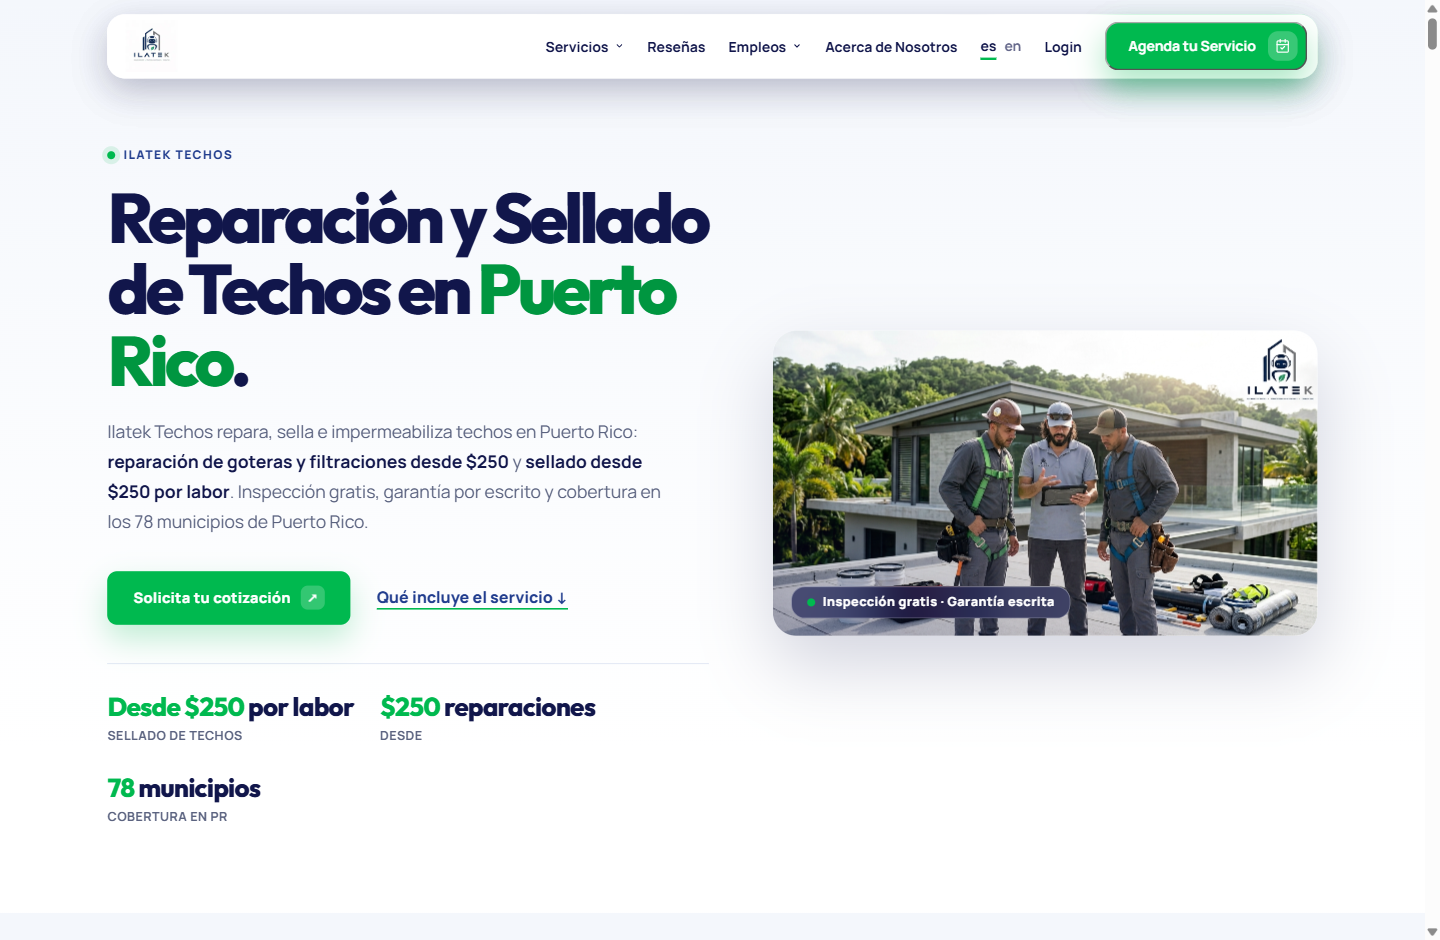 ILATEK
Servicios
Reseñas
Empleos
Acerca de Nosotros
es en
Login
Agenda tu Servicio
ILATEK TECHOS
Reparación y Sellado
de Techos en Puerto
Rico.
Ilatek Techos repara, sella e impermeabiliza techos en Puerto Rico:
reparación de goteras y filtraciones desde $250 y sellado desde
$250 por labor. Inspección gratis, garantía por escrito y cobertura en
los 78 municipios de Puerto Rico.
Solicita tu cotización ↗
Qué incluye el servicio ↓
ILATEK
Inspección gratis · Garantía escrita
Desde $250 por labor
SELLADO DE TECHOS
$250 reparaciones
DESDE
78 municipios
COBERTURA EN PR